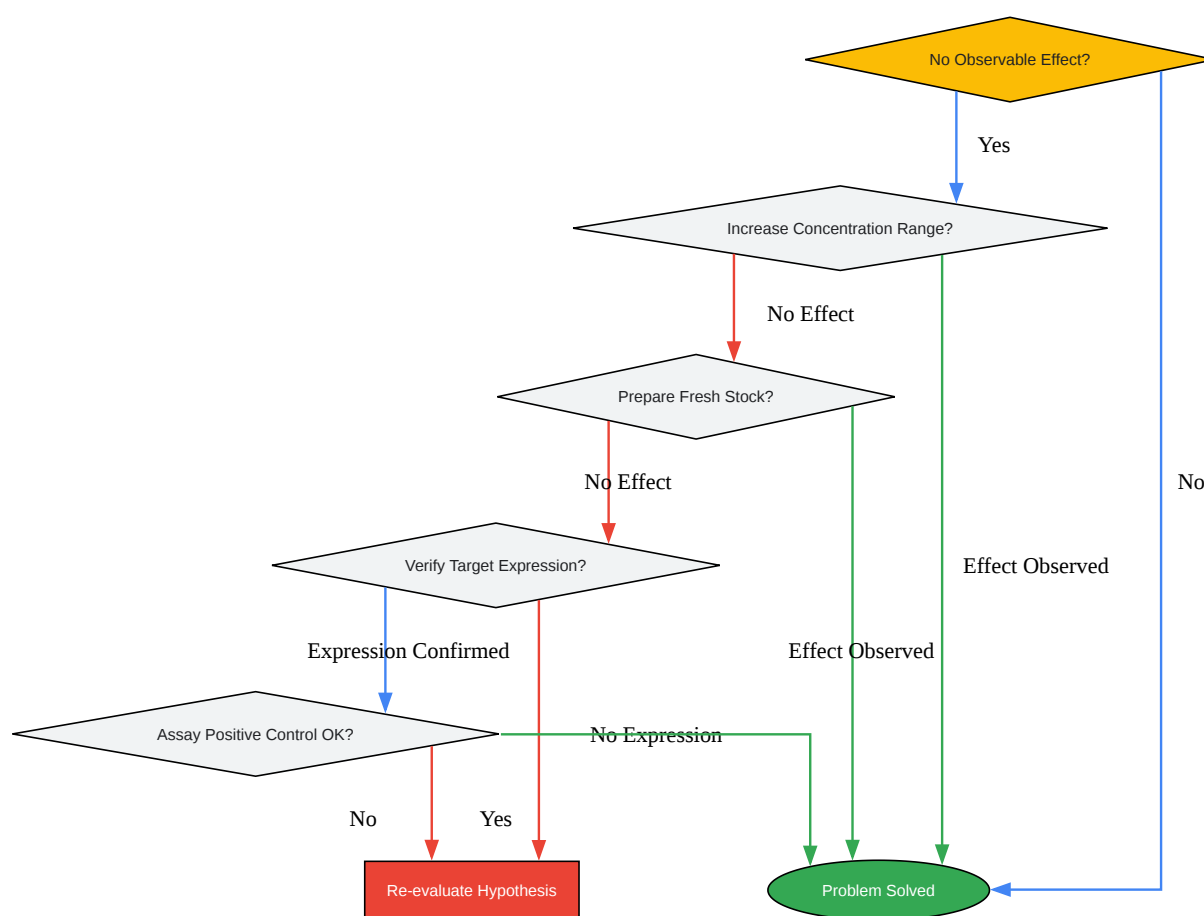 No Observable Effect?
Yes
Increase Concentration Range?
No Effect
Prepare Fresh Stock?
No Effect
No
Verify Target Expression?
Effect Observed
Expression Confirmed
Effect Observed
Assay Positive Control OK?
No Expression
No
Yes
Re-evaluate Hypothesis
Problem Solved